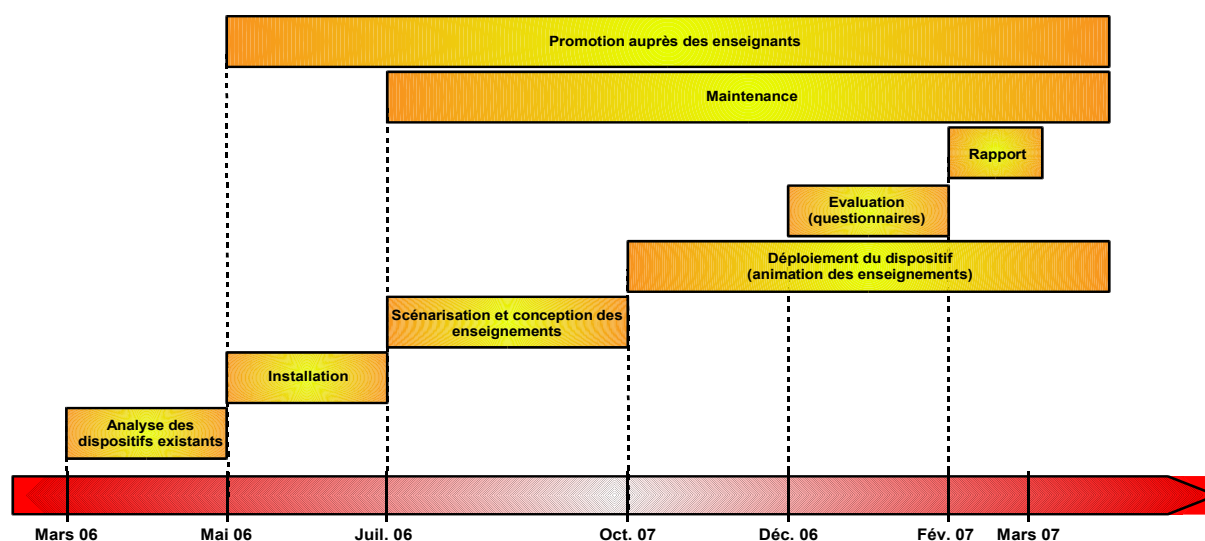 Promotion auprès des enseignants
Maintenance
Rapport
Evaluation
(questionnaires)
Déploiement du dispositif
(animation des enseignements)
Scénarisation et conception des
enseignements
Installation
Analyse des
dispositifs existants
Mars 06
Mai 06
Juil. 06
Oct. 07
Déc. 06
Fév. 07
Mars 07